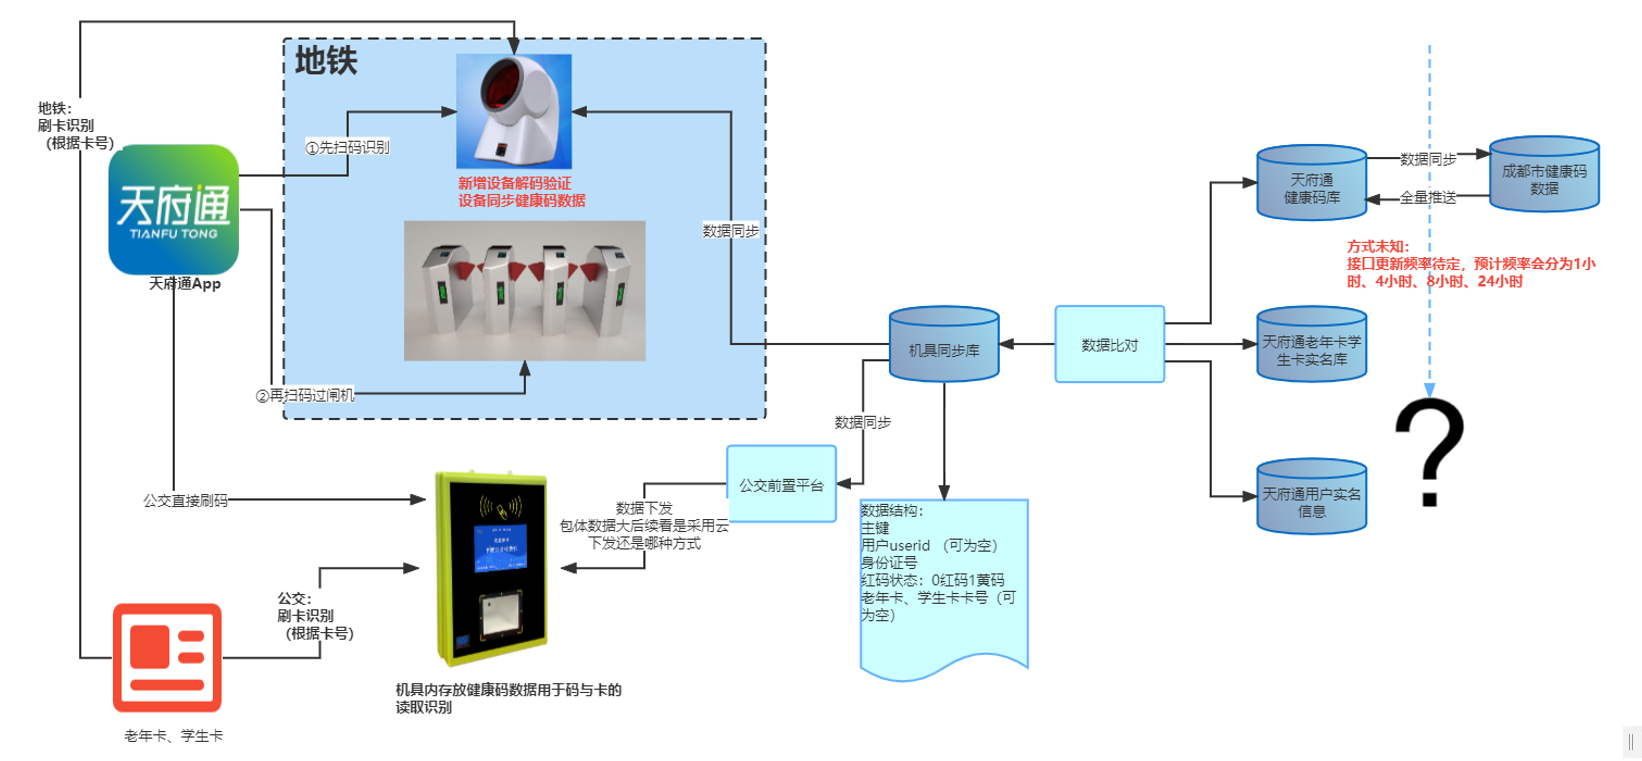 地铁
地铁：
刷卡识别
（根据卡号）
①先扫码识别
天府通
TIANFU TONG
天府通App
新增设备解码验证
设备同步健康码数据
②再扫码过闸机
数据同步
公交直接刷码
公交：
刷卡识别
（根据卡号）
老年卡、学生卡
机具内存放健康码数据用于码与卡的
读取识别
数据下发
包体数据大后续看是采用云
下发还是哪种方式
公交前置平台
数据同步
机具同步库
数据结构：
主键
用户userid （可为空）
身份证号
红码状态：0红码1黄码
老年卡、学生卡卡号（可
为空）
数据比对
天府通
健康码库
数据同步
全量推送
成都市健康码
数据
方式未知：
接口更新频率待定，预计频率会分为1小
时、4小时、8小时、24小时
天府通老年卡学
生卡实名库
天府通用户实名
信息
?